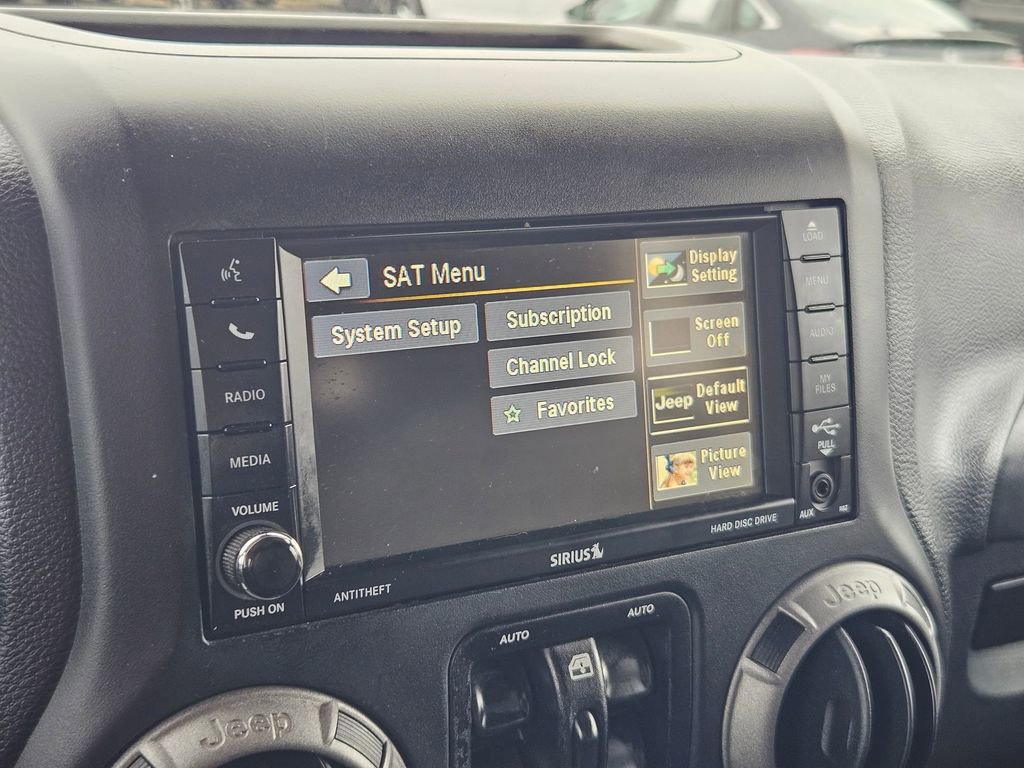 LOAD
SAT Menu
Display
Setting
MENU
System Setup
Subscription
Screen
Off
AUDIO
Channel Lock
RADIO
Favorites
Jeep
Default
View
MY
FILES
MEDIA
Picture
View
PULL
VOLUME
AUX
RBZ
HARD DISC DRIVE
SIRIUS
ANTITHEFT
PUSH ON
AUTO
AUTO
Jeep
Jeep